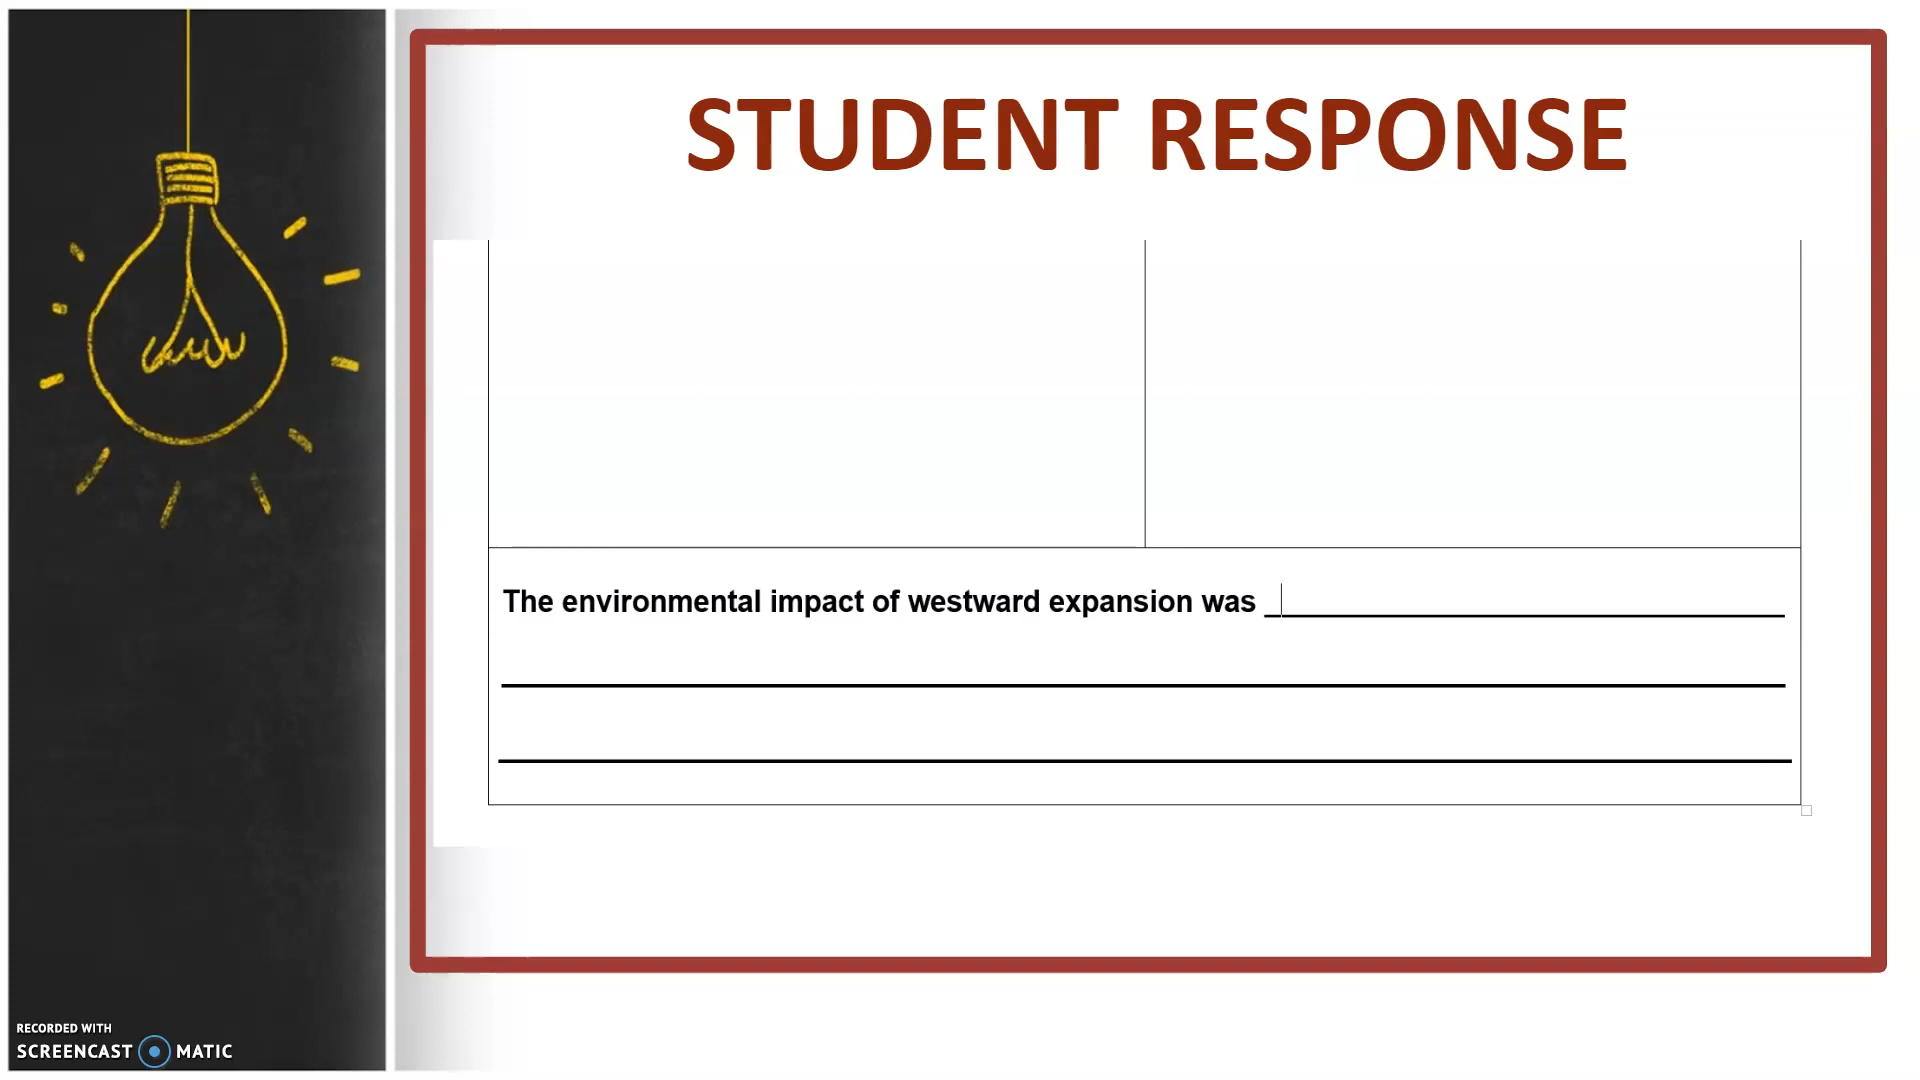 STUDENT RESPONSE
The environmental impact of westward expansion was
RECORDED WITH
SCREENCAST MATIC